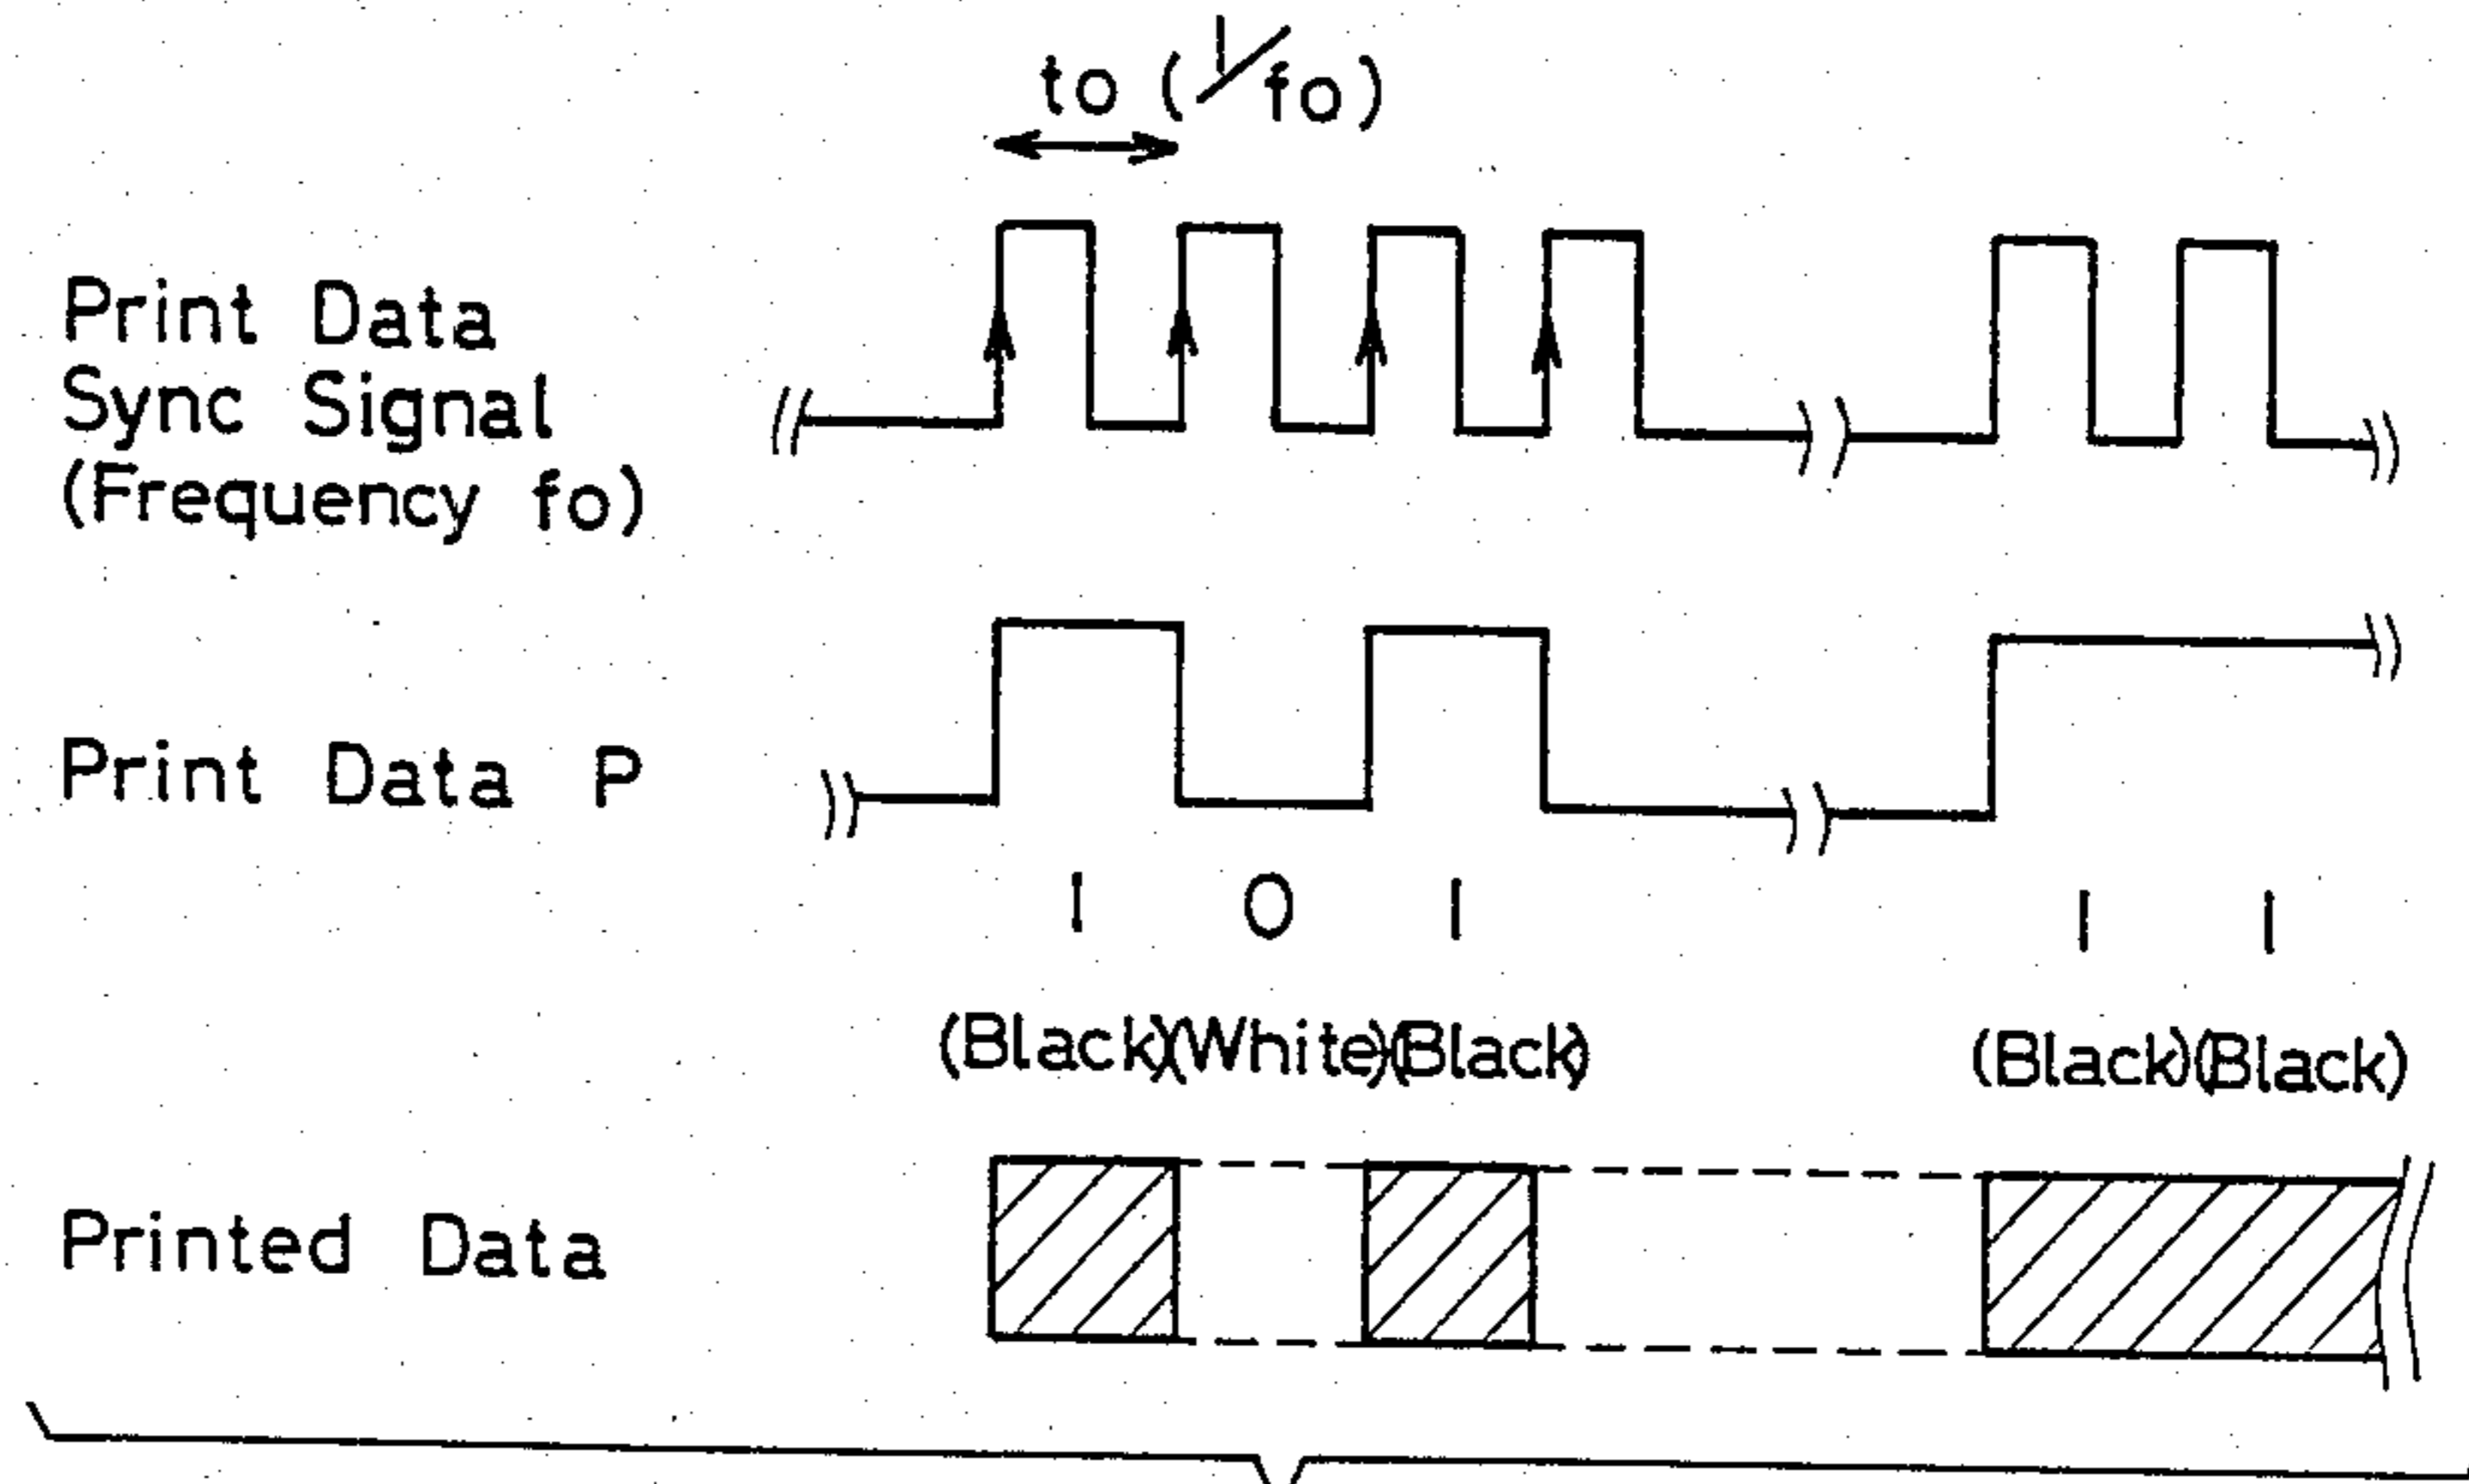 to (1/fo)
Print Data
Sync Signal
(Frequency fo)
Print Data P
1 0 1 1 1
(Black)(White)(Black) (Black)(Black)
Printed Data